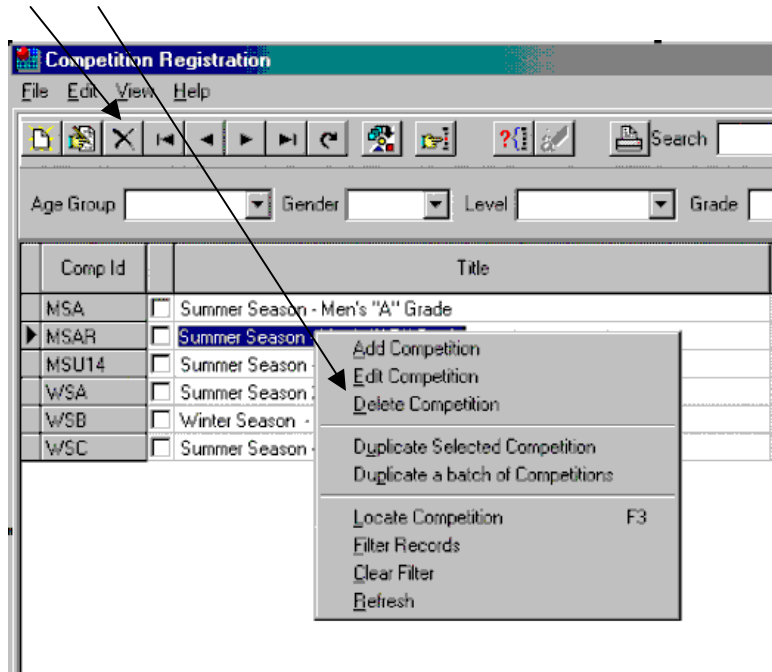 Competition Registration
File Edit View Help
Search
Age Group Gender Level Grade
Comp Id Title
MSA Summer Season - Men's "A" Grade
MSAR Summer Season -
MSU14 Summer Season -
WSA Summer Season
WSB Winter Season -
WSC Summer Season -
Add Competition
Edit Competition
Delete Competition
Duplicate Selected Competition
Duplicate a batch of Competitions
Locate Competition F3
Filter Records
Clear Filter
Refresh